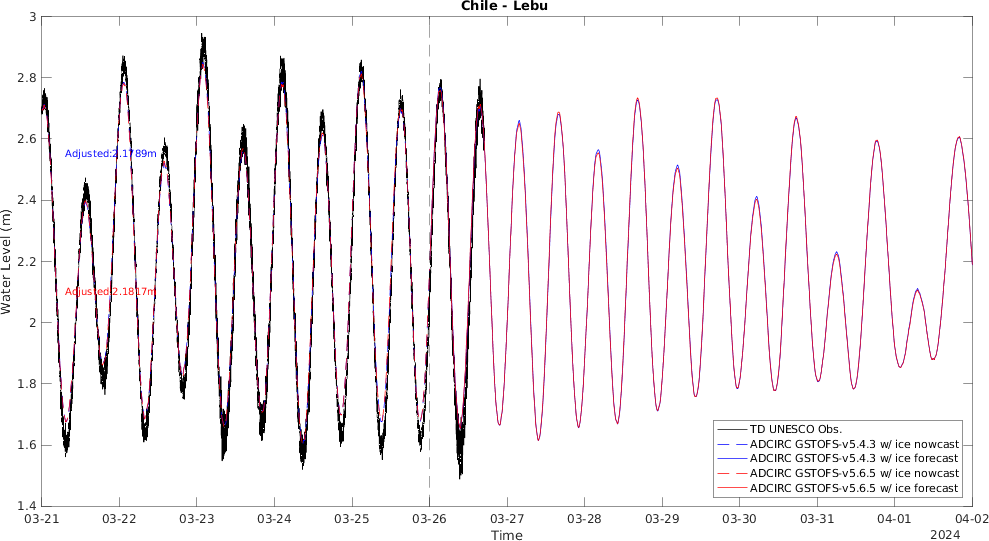 Chile - Lebu
3
2.8
2.6
2.4
2.2
2
1.8
1.6
1.4
Water Level (m)
Adjusted:2.1789m
Adjusted:2.1817m
TD UNESCO Obs.
ADCIRC GSTOFS-v5.4.3 w/ ice nowcast
ADCIRC GSTOFS-v5.4.3 w/ ice forecast
ADCIRC GSTOFS-v5.6.5 w/ ice nowcast
ADCIRC GSTOFS-v5.6.5 w/ ice forecast
03-21 03-22 03-23 03-24 03-25 03-26 03-27 03-28 03-29 03-30 03-31 04-01 04-02
Time
2024